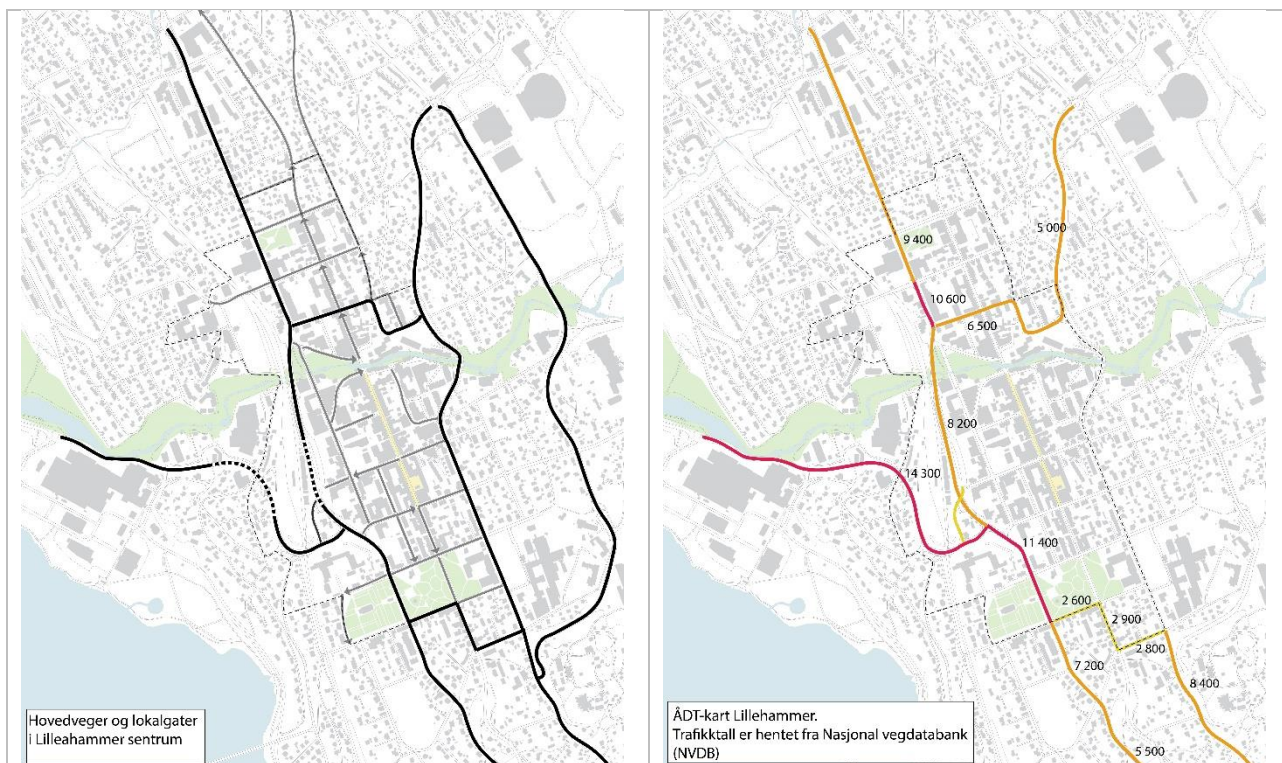 Hovedveger og lokalgater
i Lilleahammer sentrum
5 000
9 400
10 600
6 500
8 200
14 300
11 400
2 600
2 900
2 800
7 200
8 400
5 500
ÅDT-kart Lillehammer.
Trafikktall er hentet fra Nasjonal vegdatabank
(NVDB)